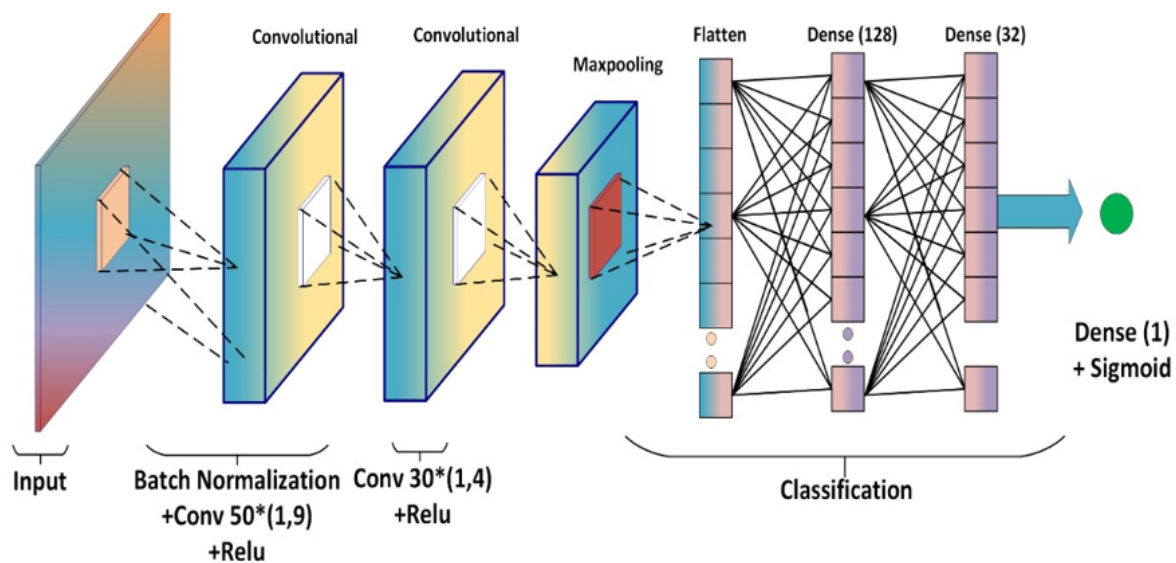 Convolutional
Convolutional
Maxpooling
Flatten
Dense (128)
Dense (32)
Dense (1)
+ Sigmoid
Input
Batch Normalization
+Conv 50*(1,9)
+Relu
Conv 30*(1,4)
+Relu
Classification